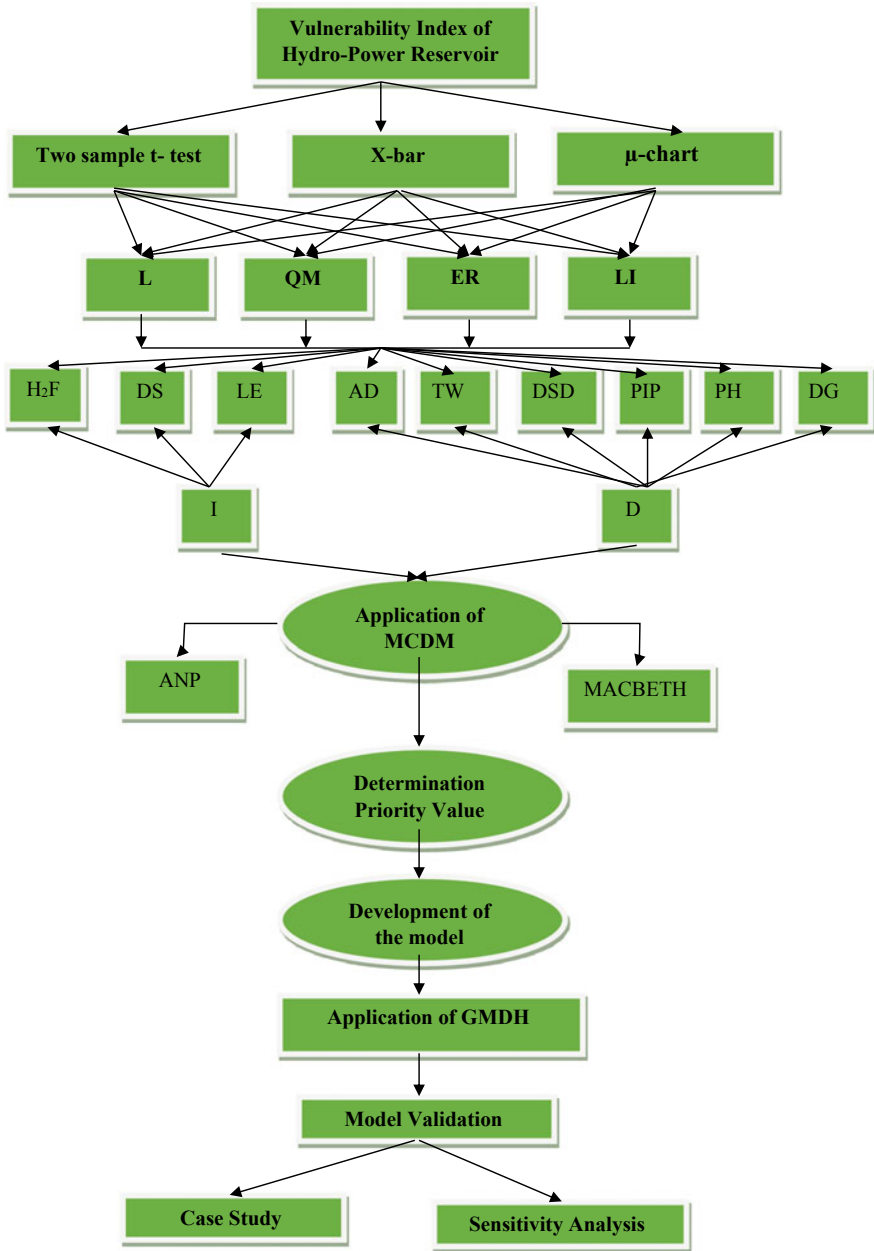 Vulnerability Index of
Hydro-Power Reservoir
Two sample t- test
X-bar
µ-chart
L
QM
ER
LI
H₂F
DS
LE
AD
TW
DSD
PIP
PH
DG
I
D
Application of
MCDM
ANP
MACBETH
Determination
Priority Value
Development of
the model
Application of GMDH
Model Validation
Case Study
Sensitivity Analysis